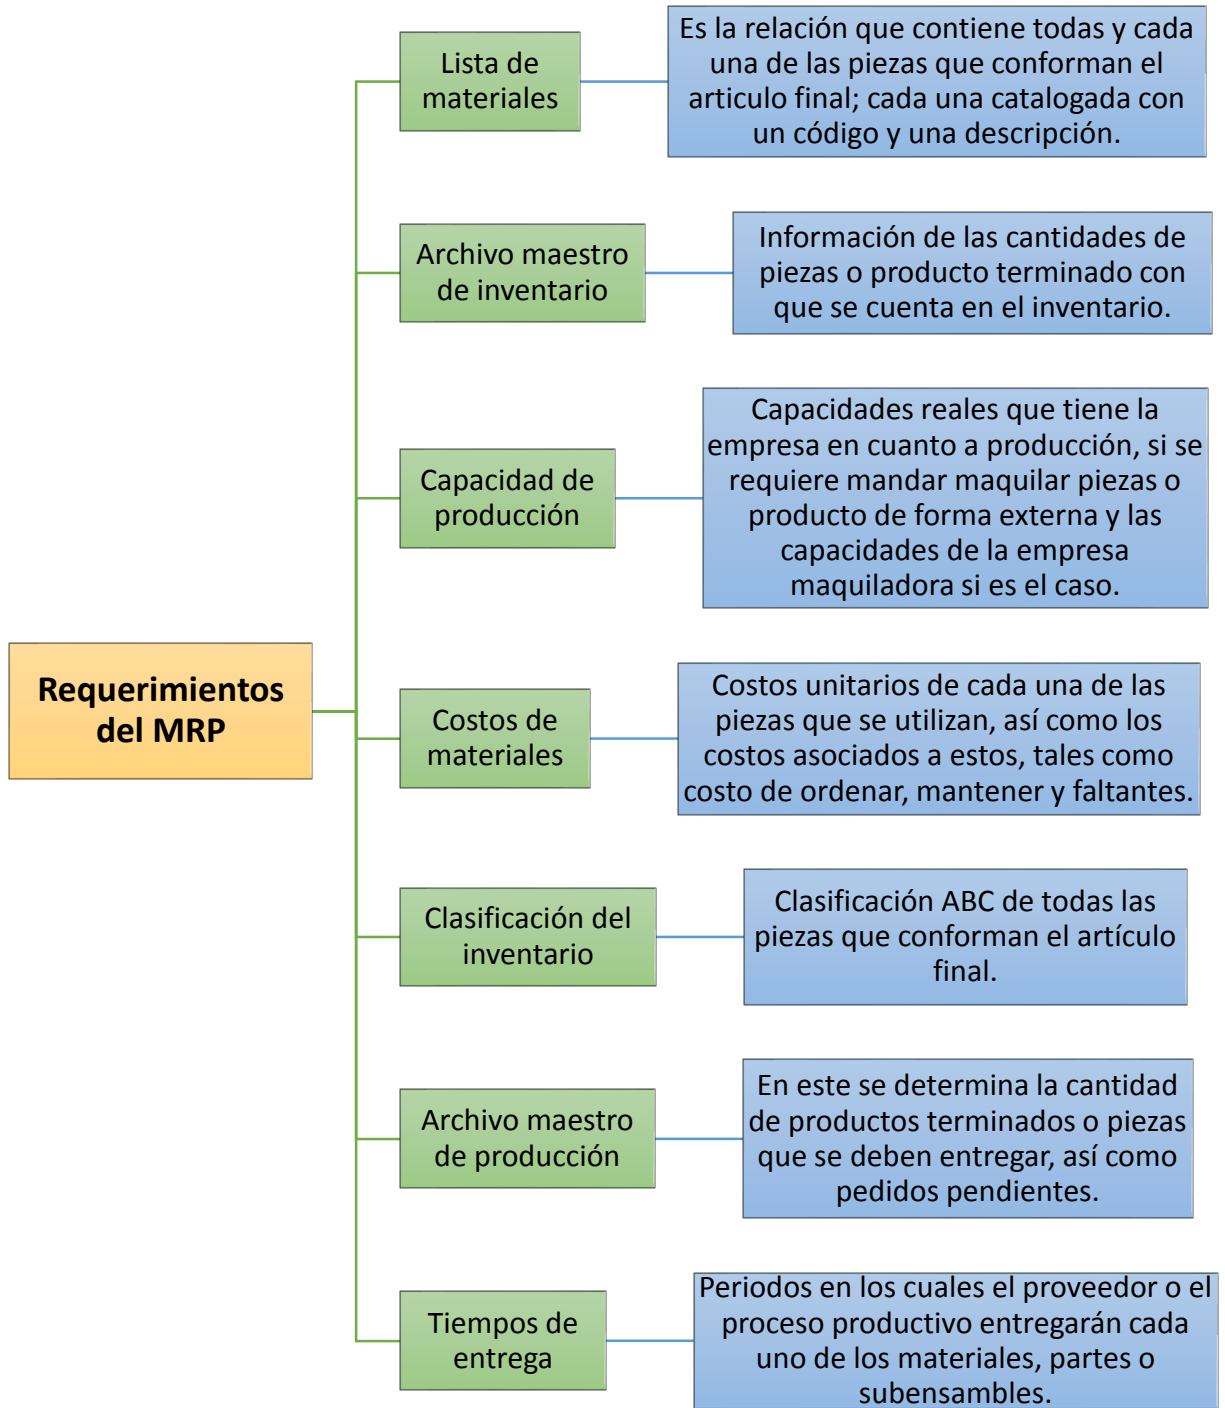 Requerimientos
del MRP
Lista de
materiales
Es la relación que contiene todas y cada
una de las piezas que conforman el
articulo final; cada una catalogada con
un código y una descripción.
Archivo maestro
de inventario
Información de las cantidades de
piezas o producto terminado con
que se cuenta en el inventario.
Capacidad de
producción
Capacidades reales que tiene la
empresa en cuanto a producción, si se
requiere mandar maquilar piezas o
producto de forma externa y las
capacidades de la empresa
maquiladora si es el caso.
Costos de
materiales
Costos unitarios de cada una de las
piezas que se utilizan, así como los
costos asociados a estos, tales como
costo de ordenar, mantener y faltantes.
Clasificación del
inventario
Clasificación ABC de todas las
piezas que conforman el artículo
final.
Archivo maestro
de producción
En este se determina la cantidad
de productos terminados o piezas
que se deben entregar, así como
pedidos pendientes.
Tiempos de
entrega
Periodos en los cuales el proveedor o el
proceso productivo entregarán cada
uno de los materiales, partes o
subensambles.